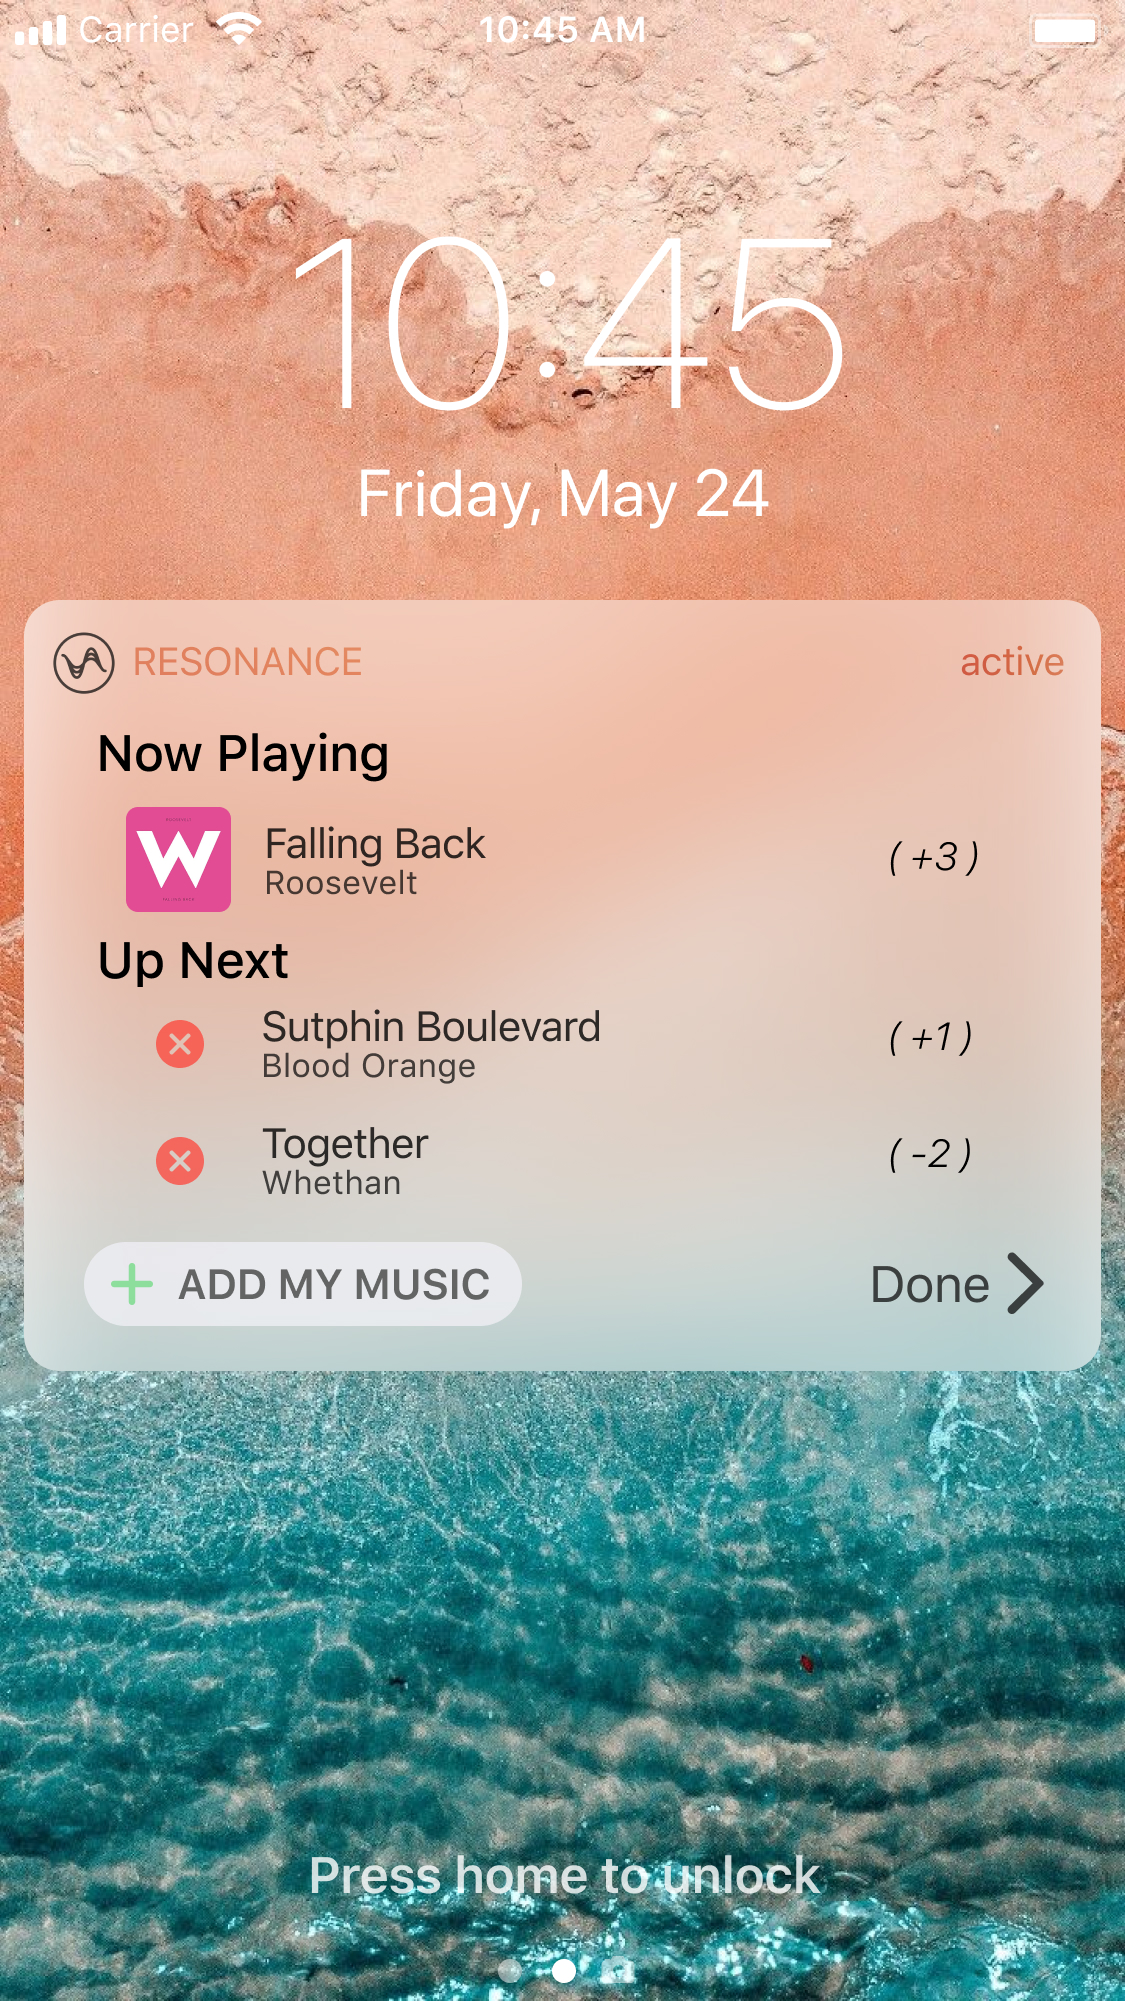 Carrier 10:45 AM
10:45
Friday, May 24
RESONANCE active
Now Playing
W
Falling Back ( +3 )
Roosevelt
Up Next
Sutphin Boulevard ( +1 )
Blood Orange
Together ( -2 )
Whethan
ADD MY MUSIC Done
Press home to unlock